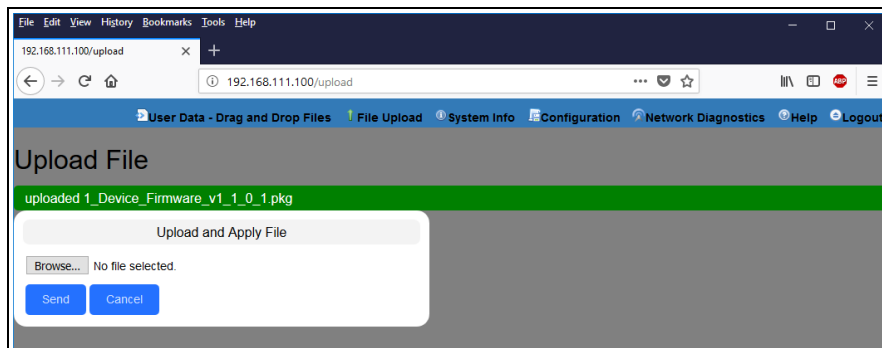 File Edit View History Bookmarks Tools Help
192.168.111.100/upload
192.168.111.100/upload
ABP
User Data - Drag and Drop Files File Upload System Info Configuration Network Diagnostics Help Logout
Upload File
uploaded 1_Device_Firmware_v1_1_0_1.pkg
Upload and Apply File
Browse... No file selected.
Send Cancel